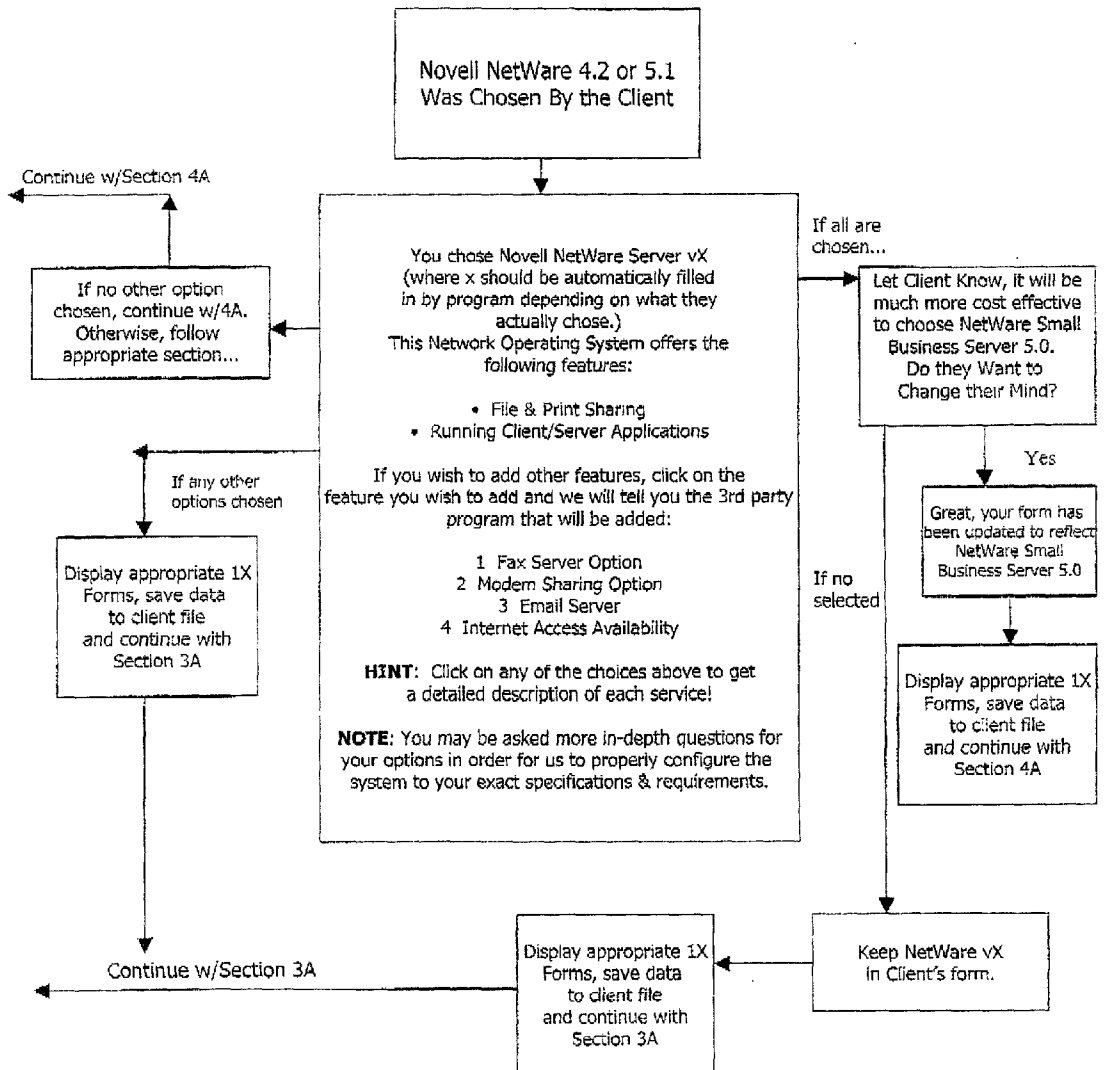 Novell NetWare 4.2 or 5.1
Was Chosen By the Client
Continue w/Section 4A
If no other option
chosen, continue w/4A.
Otherwise, follow
appropriate section...
You chose Novell NetWare Server vX
(where x should be automatically filled
in by program depending on what they
actually chose.)
This Network Operating System offers the
following features:
• File & Print Sharing
• Running Client/Server Applications
If you wish to add other features, click on the
feature you wish to add and we will tell you the 3rd party
program that will be added:
1 Fax Server Option
2 Modem Sharing Option
3 Email Server
4 Internet Access Availability
HINT: Click on any of the choices above to get
a detailed description of each service!
NOTE: You may be asked more in-depth questions for
your options in order for us to properly configure the
system to your exact specifications & requirements.
If all are
chosen...
Let Client Know, it will be
much more cost effective
to choose NetWare Small
Business Server 5.0.
Do they Want to
Change their Mind?
Yes
Great, your form has
been updated to reflect
NetWare Small
Business Server 5.0
Display appropriate 1X
Forms, save data
to client file
and continue with
Section 4A
If no
selected
Keep NetWare vX
in Client's form.
Display appropriate 1X
Forms, save data
to client file
and continue with
Section 3A
If any other
options chosen
Display appropriate 1X
Forms, save data
to client file
and continue with
Section 3A
Continue w/Section 3A